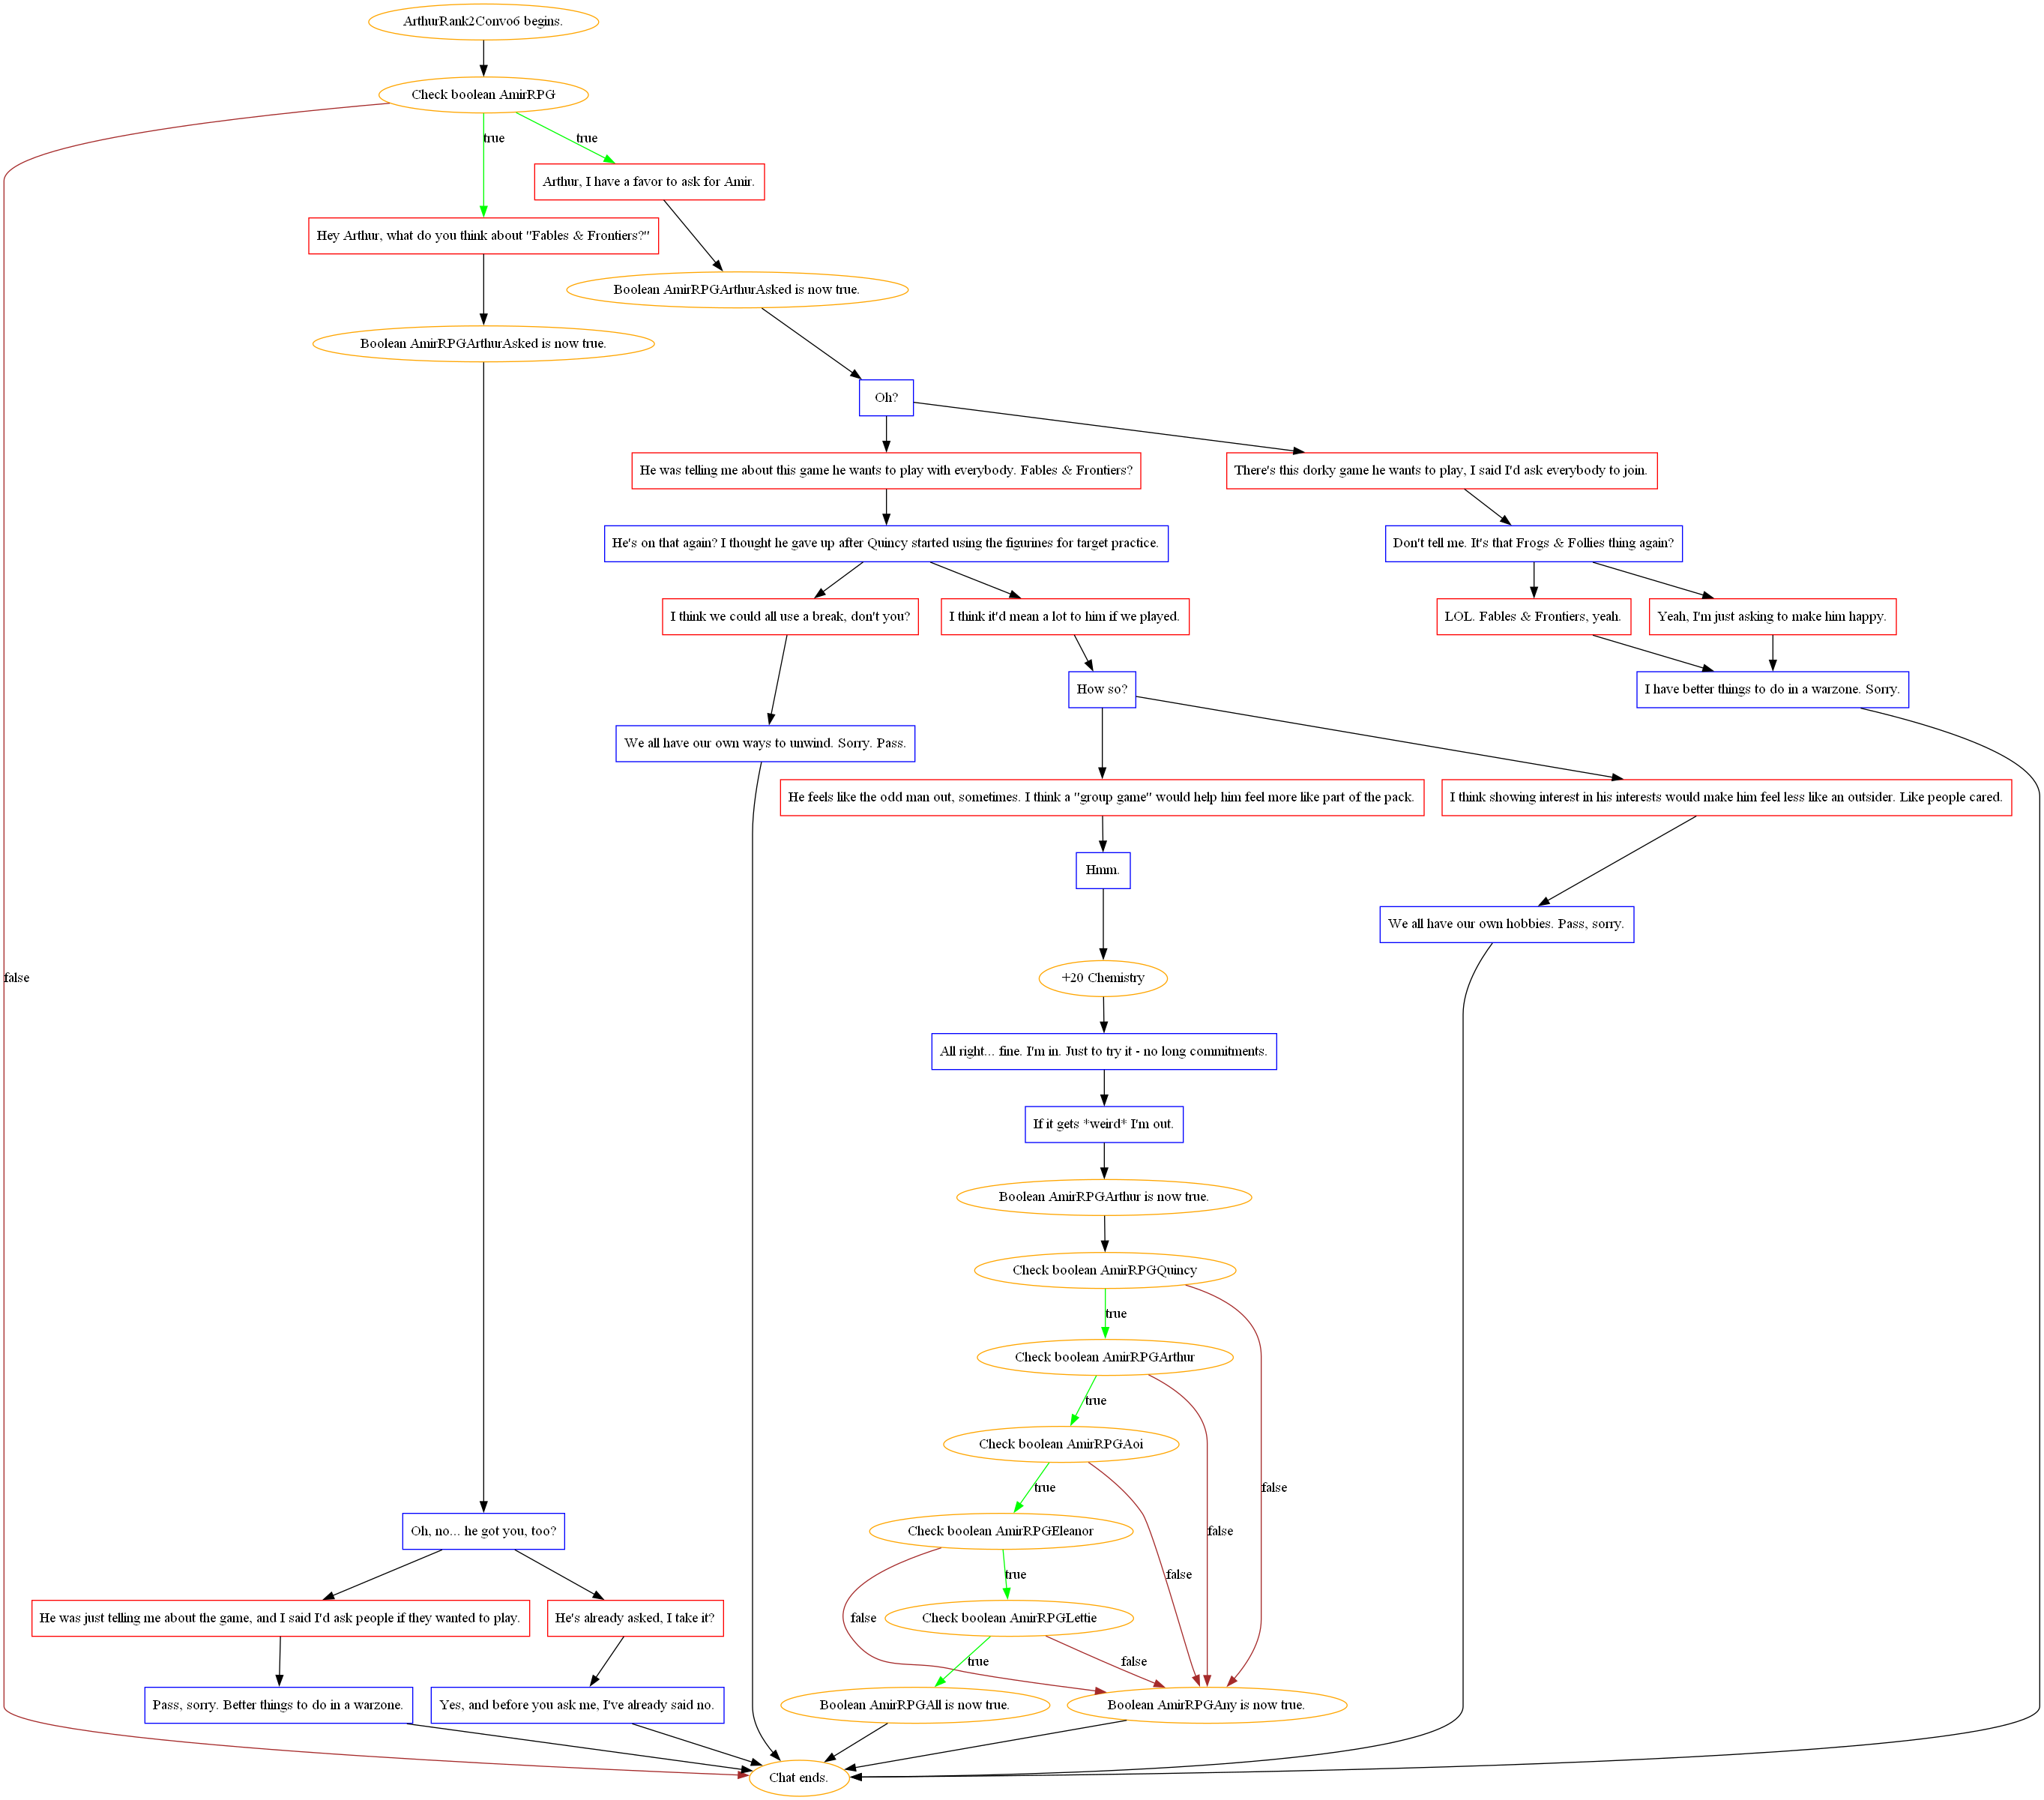 ArthurRank2Convo6 begins.
Check boolean AmirRPG
true
true
Arthur, I have a favor to ask for Amir.
Hey Arthur, what do you think about "Fables & Frontiers?"
Boolean AmirRPGArthurAsked is now true.
Boolean AmirRPGArthurAsked is now true.
Oh?
He was telling me about this game he wants to play with everybody. Fables & Frontiers?
There's this dorky game he wants to play, I said I'd ask everybody to join.
He's on that again? I thought he gave up after Quincy started using the figurines for target practice.
Don't tell me. It's that Frogs & Follies thing again?
I think we could all use a break, don't you?
I think it'd mean a lot to him if we played.
LOL. Fables & Frontiers, yeah.
Yeah, I'm just asking to make him happy.
How so?
I have better things to do in a warzone. Sorry.
We all have our own ways to unwind. Sorry. Pass.
He feels like the odd man out, sometimes. I think a "group game" would help him feel more like part of the pack.
I think showing interest in his interests would make him feel less like an outsider. Like people cared.
Hmm.
We all have our own hobbies. Pass, sorry.
false
+20 Chemistry
All right... fine. I'm in. Just to try it - no long commitments.
If it gets *weird* I'm out.
Boolean AmirRPGArthur is now true.
Check boolean AmirRPGQuincy
true
Check boolean AmirRPGArthur
true
Check boolean AmirRPGAoi
true
false
Oh, no... he got you, too?
Check boolean AmirRPGEleanor
false
true
false
He was just telling me about the game, and I said I'd ask people if they wanted to play.
He's already asked, I take it?
false
Check boolean AmirRPGLettie
true
false
Pass, sorry. Better things to do in a warzone.
Yes, and before you ask me, I've already said no.
Boolean AmirRPGAll is now true.
Boolean AmirRPGAny is now true.
Chat ends.